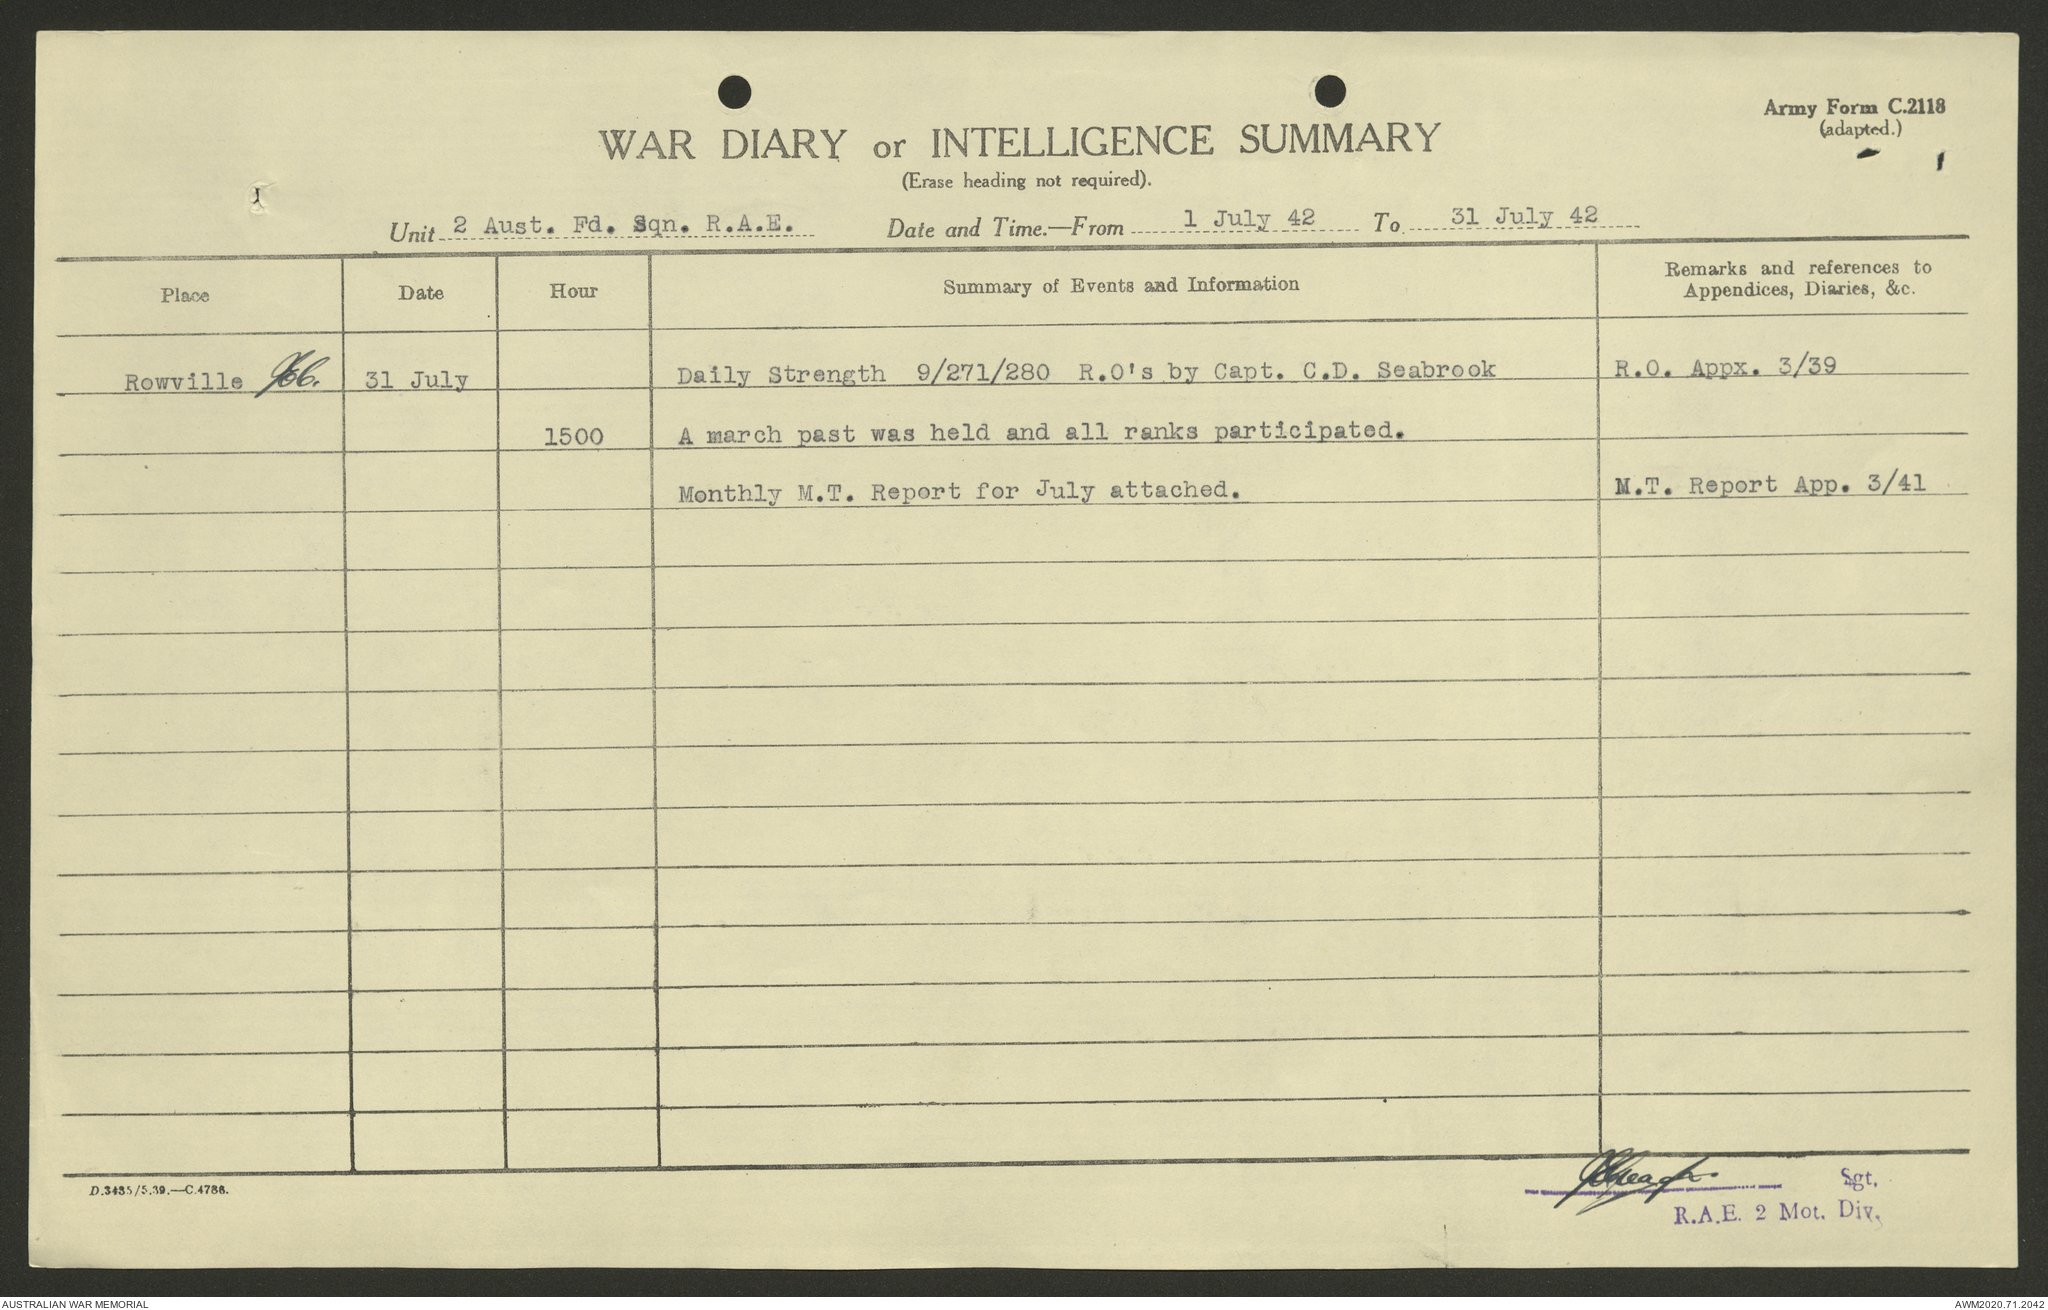 Army Form C.2118
(adapted.)
WAR DIARY or INTELLIGENCE SUMMARY
(Erase heading not required).
Unit 2 Aust. Fd. Sqn. R.A.E. Date and Time.—From 1 July 42 To 31 July 42
Place Date Hour Summary of Events and Information Remarks and references to Appendices, Diaries, &c.
Rowville 31 July Daily Strength 9/271/280 R.O's by Capt. C.D. Seabrook R.O. Appx. 3/39
1500 A march past was held and all ranks participated.
Monthly M.T. Report for July attached. M.T. Report App. 3/41
D.3435/5.39.—C.4786.
Sgt.
R.A.E. 2 Mot. Div.
AUSTRALIAN WAR MEMORIAL
AWM2020.71.2042